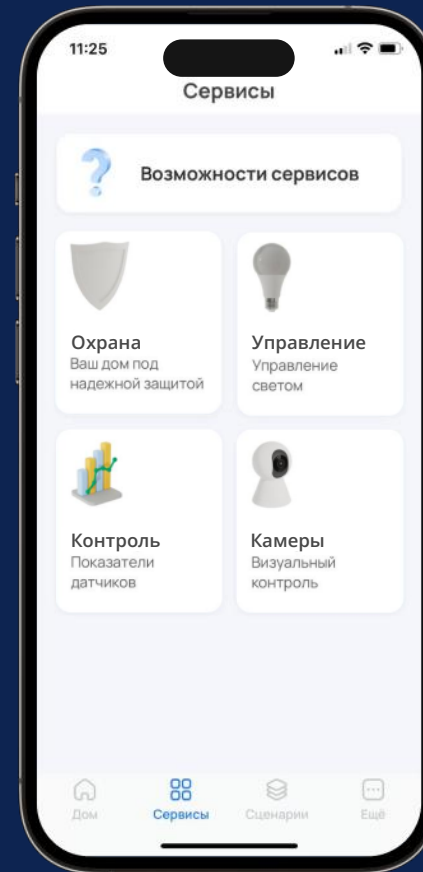 11:25
Сервисы
Возможности сервисов
Охрана
Ваш дом под
надежной защитой
Управление
Управление
светом
Контроль
Показатели
датчиков
Камеры
Визуальный
контроль
Дом
Сервисы
Сценарии
Ещё